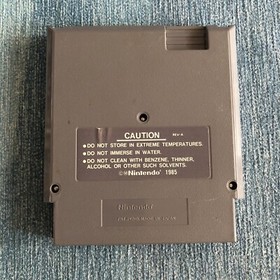 CAUTION
REV-A
• DO NOT STORE IN EXTREME TEMPERATURES.
• DO NOT IMMERSE IN WATER.
• DO NOT CLEAN WITH BENZENE, THINNER,
ALCOHOL OR OTHER SUCH SOLVENTS.
©®Nintendo® 1985
Nintendo